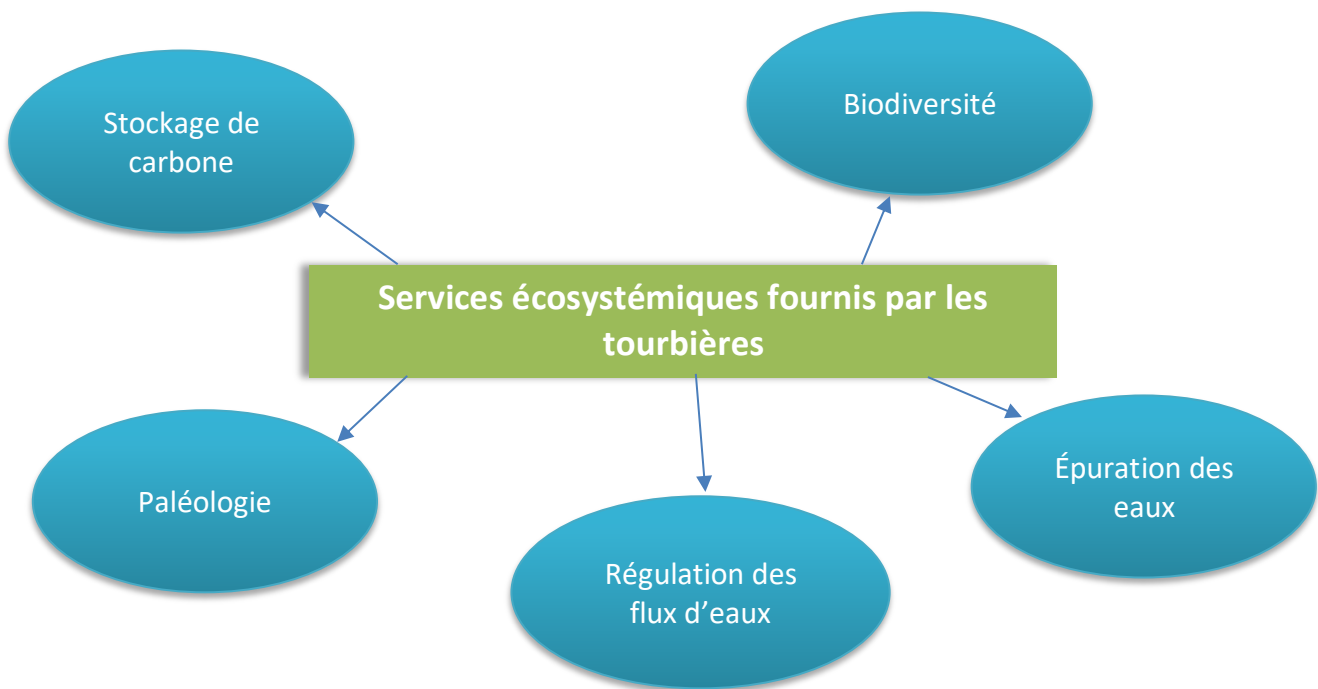 Stockage de
carbone
Biodiversité
Services écosystémiques fournis par les
tourbières
Paléologie
Régulation des
flux d’eaux
Épuration des
eaux